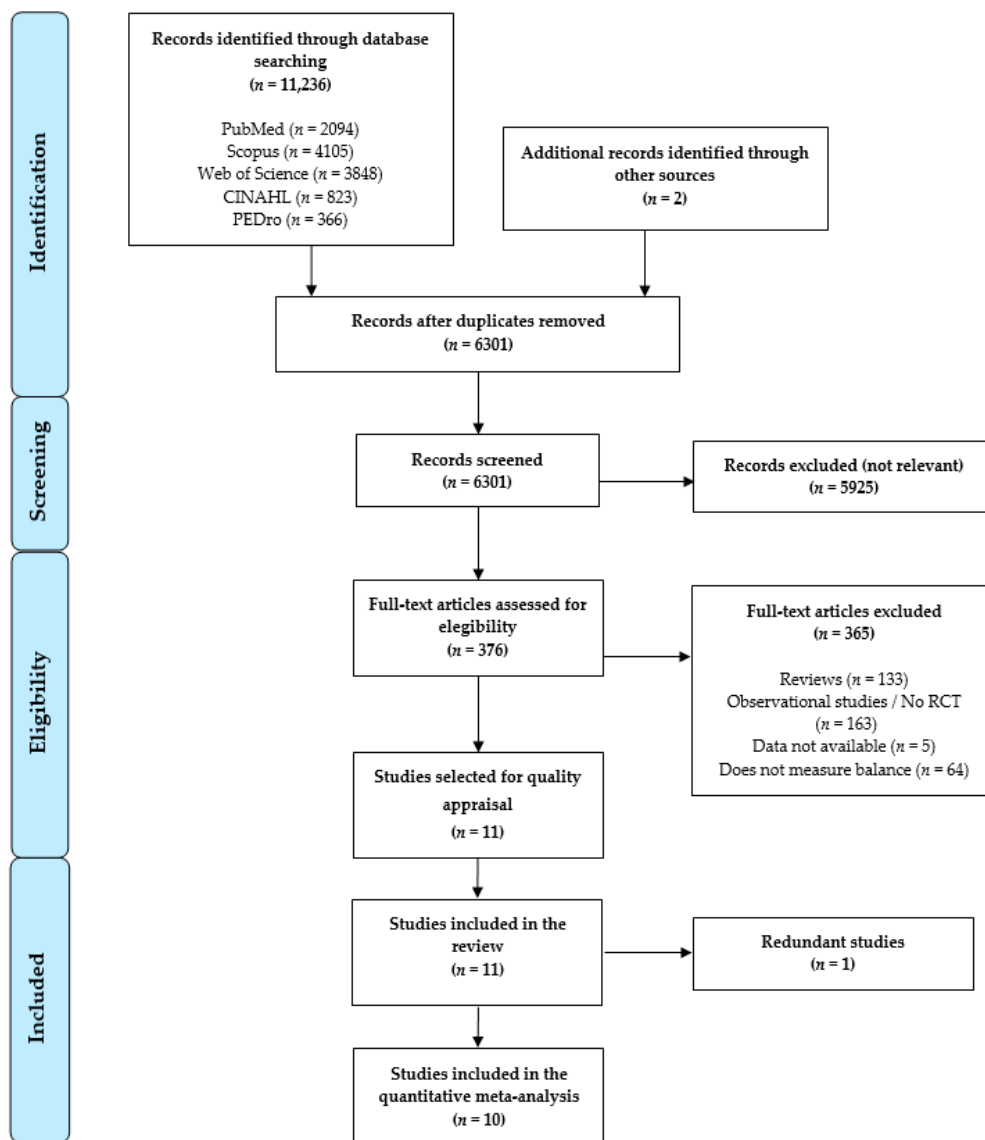 Identification
Records identified through database
searching
(n = 11,236)
PubMed (n = 2094)
Scopus (n = 4105)
Web of Science (n = 3848)
CINAHL (n = 823)
PEDro (n = 366)
Additional records identified through
other sources
(n = 2)
Records after duplicates removed
(n = 6301)
Screening
Records screened
(n = 6301)
Records excluded (not relevant)
(n = 5925)
Eligibility
Full-text articles assessed for
elegibility
(n = 376)
Full-text articles excluded
(n = 365)
Reviews (n = 133)
Observational studies / No RCT
(n = 163)
Data not available (n = 5)
Does not measure balance (n = 64)
Studies selected for quality
appraisal
(n = 11)
Included
Studies included in the
review
(n = 11)
Redundant studies
(n = 1)
Studies included in the
quantitative meta-analysis
(n = 10)